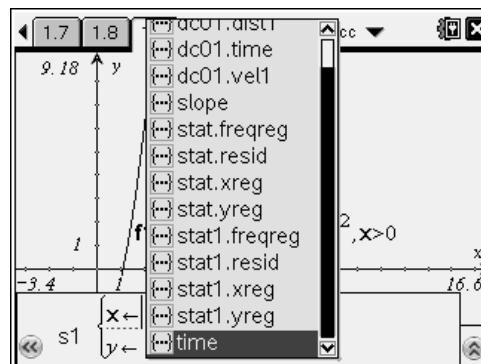 1.7 1.8 cc
9.18 y
dc01.dist1
dc01.time
dc01.vel1
slope
stat.freqreg
stat.resid
stat.xreg
stat.yreg
stat1.freqreg
stat1.resid
stat1.xreg
stat1.yreg
time
f 2,x>0
1
x
-3.4 1 16.6
s1 x←
y←